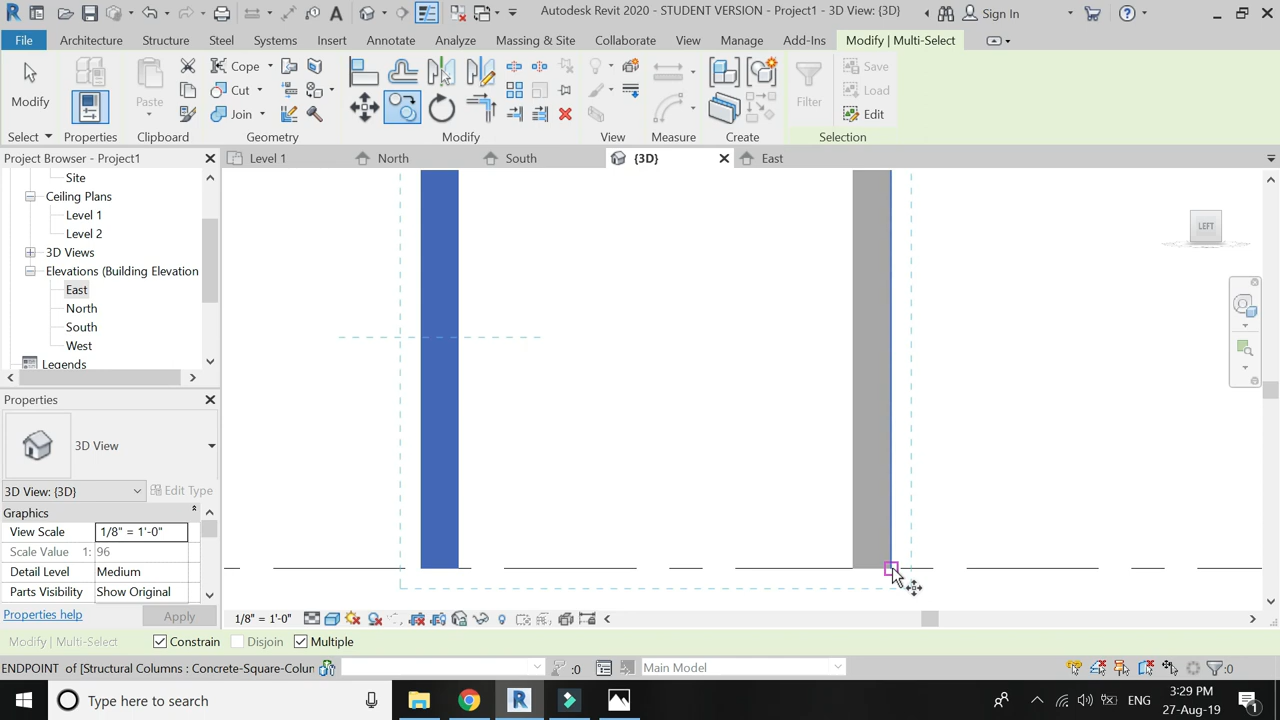 Autodesk Revit 2020 - STUDENT VERSION - Project1 - 3D View: {3D}
Sign In
File Architecture Structure Steel Systems Insert Annotate Analyze Massing & Site Collaborate View Manage Add-Ins Modify | Multi-Select
Cope
Save
Cut
Load
Modify
Paste
Filter
Join
Edit
Select Properties Clipboard Geometry Modify View Measure Create Selection
Project Browser - Project1
Level 1 North South {3D} East
Site
Ceiling Plans
Level 1
Level 2
3D Views
Elevations (Building Elevation
East
North
South
West
Legends
LEFT
Properties
3D View
3D View: {3D}
Edit Type
Graphics
View Scale 1/8" = 1'-0"
Scale Value 1: 96
Detail Level Medium
Parts Visibility Show Original
Properties help
Apply
1/8" = 1'-0"
Modify | Multi-Select Constrain Disjoin Multiple
ENDPOINT of [Structural Columns : Concrete-Square-Colun
:0
Main Model
:0
Type here to search
ENG
3:29 PM
27-Aug-19
1